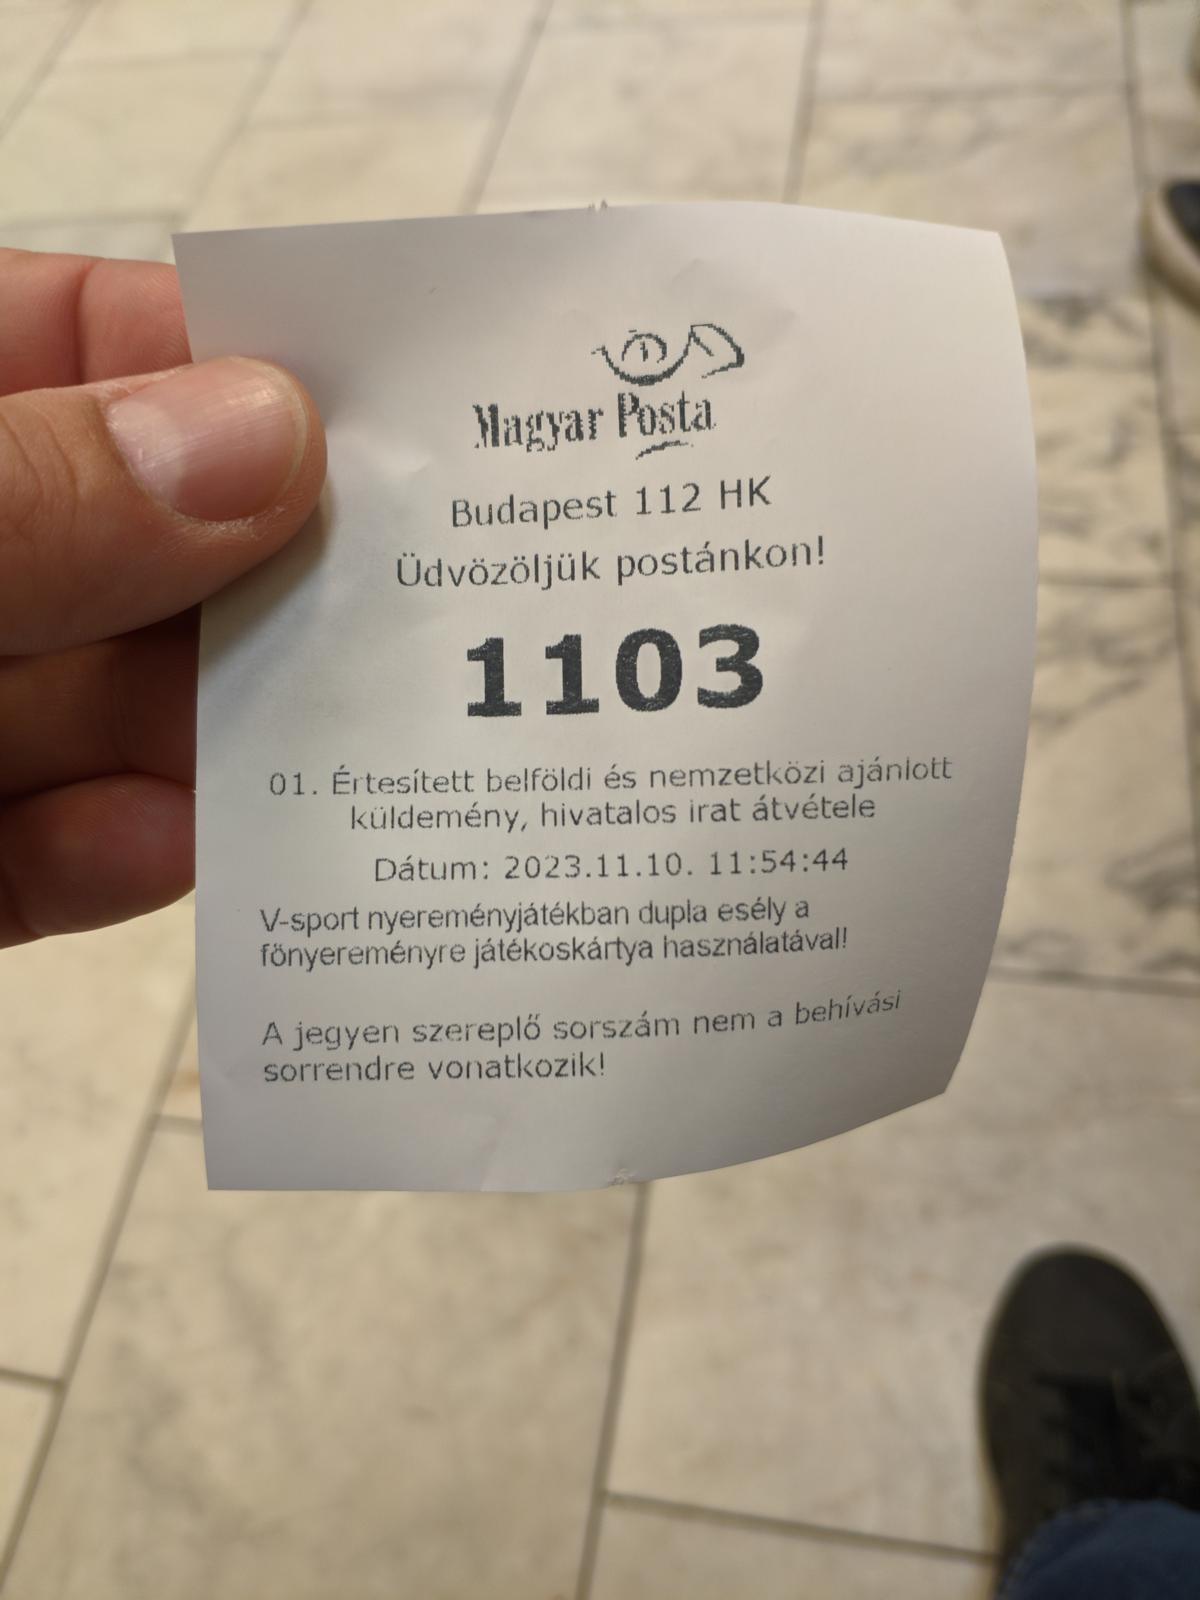 Magyar Posta
Budapest 112 HK
Üdvözöljük postánkon!
1103
01. Értesített belföldi és nemzetközi ajánlott
küldemény, hivatalos irat átvétele
Dátum: 2023.11.10. 11:54:44
V-sport nyereményjátékban dupla esély a
főnyereményre játékoskártya használatával!
A jegyen szereplő sorszám nem a behívási
sorrendre vonatkozik!